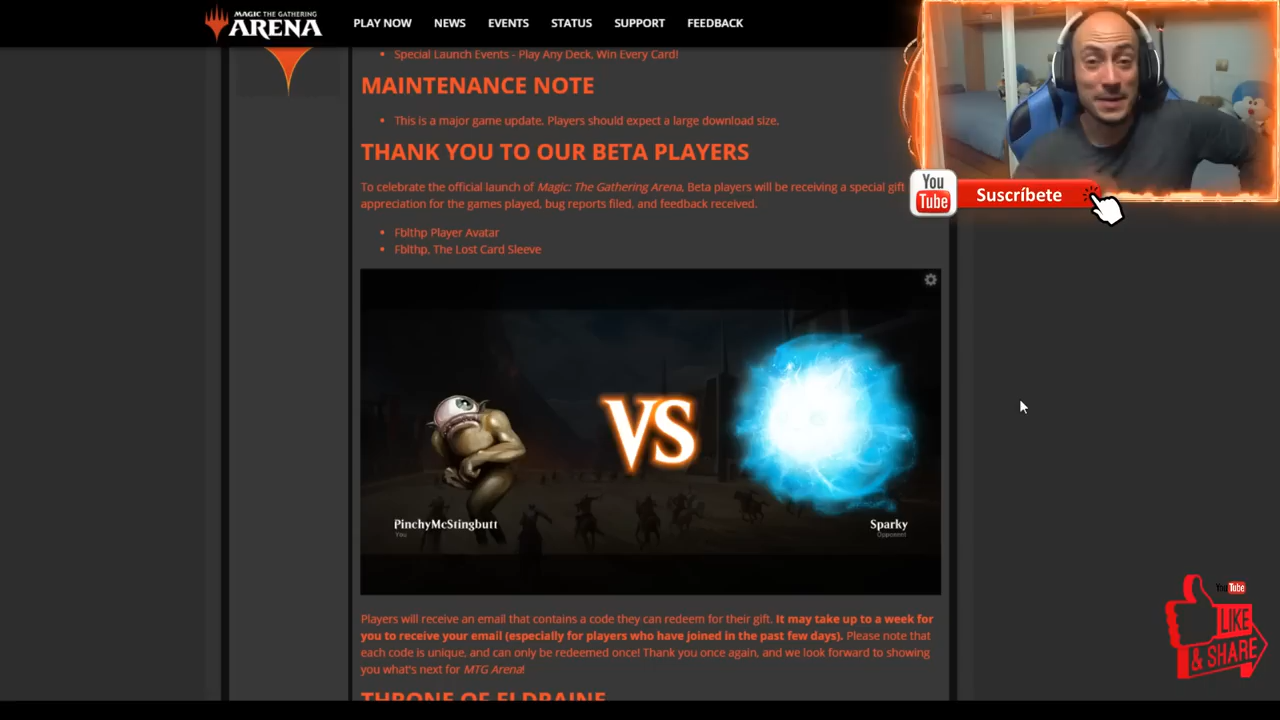 MAGIC THE GATHERING
ARENA
PLAY NOW
NEWS
EVENTS
STATUS
SUPPORT
FEEDBACK
• Special Launch Events - Play Any Deck, Win Every Card!
MAINTENANCE NOTE
• This is a major game update. Players should expect a large download size.
THANK YOU TO OUR BETA PLAYERS
To celebrate the official launch of Magic: The Gathering Arena, Beta players will be receiving a special gift
appreciation for the games played, bug reports filed, and feedback received.
• Fblthp Player Avatar
• Fblthp, The Lost Card Sleeve
You
Tube
Suscríbete
VS
PinchyMcStingbutt
You
Sparky
Opponent
Players will receive an email that contains a code they can redeem for their gift. It may take up to a week for
you to receive your email (especially for players who have joined in the past few days). Please note that
each code is unique, and can only be redeemed once! Thank you once again, and we look forward to showing
you what's next for MTG Arena!
THRONE OF ELDRAINE
YouTube
LIKE
& SHARE